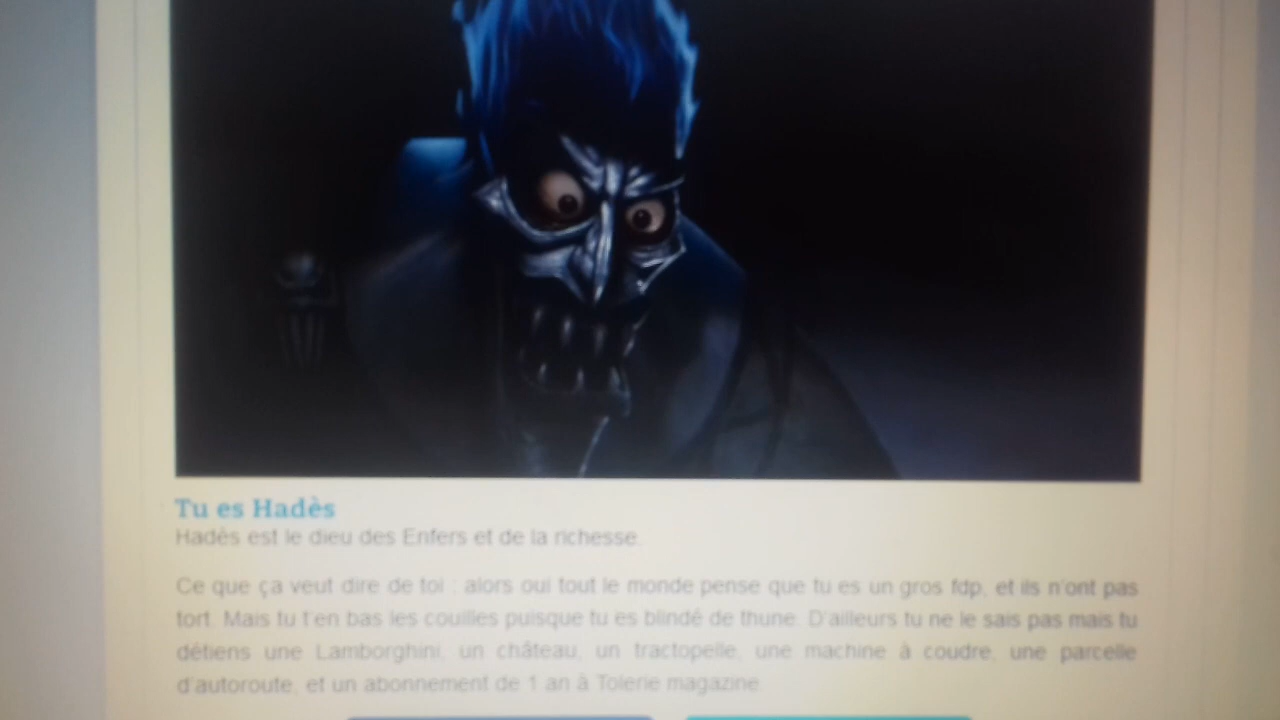 Tu es Hadès
Hadès est le dieu des Enfers et de la richesse.
Ce que ça veut dire de toi : alors oui tout le monde pense que tu es un gros fdp, et ils n'ont pas
tort. Mais tu t'en bas les couilles puisque tu es blindé de thune. D'ailleurs tu ne le sais pas mais tu
détiens une Lamborghini, un château, un tractopelle, une machine à coudre, une parcelle
d'autoroute, et un abonnement de 1 an à Tolerie magazine.